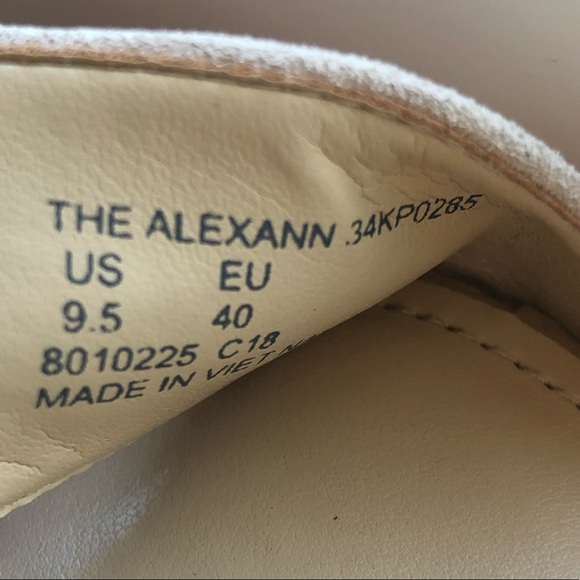 THE ALEXANN 34KP0285
US EU
9.5 40
8010225 C18
MADE IN VIET